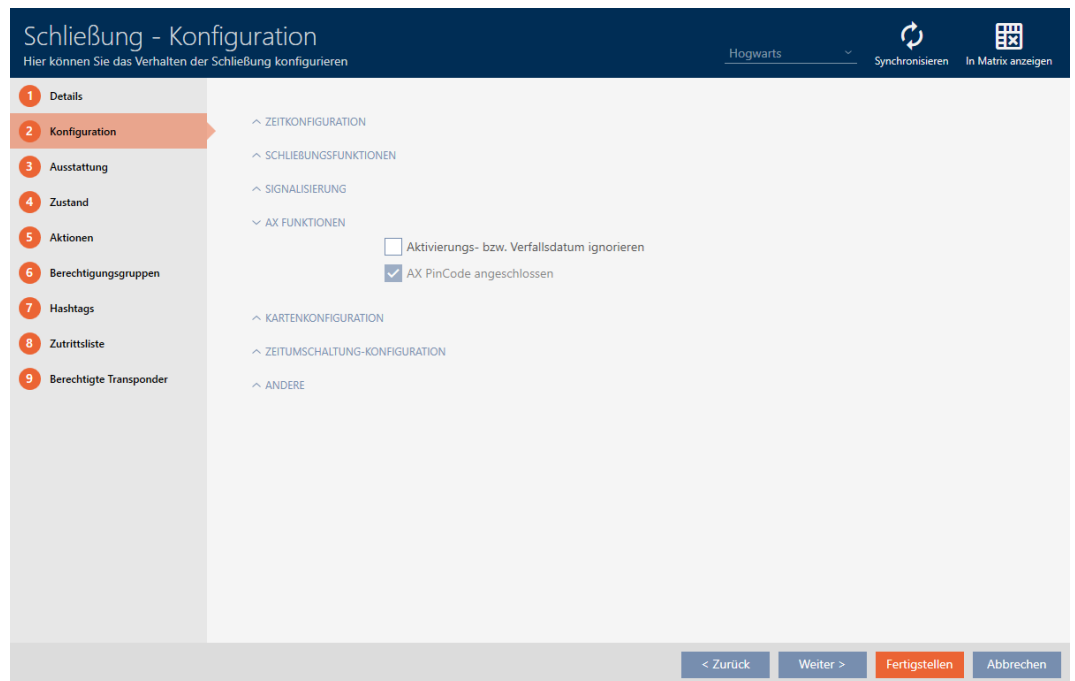 Schließung - Konfiguration
Hier können Sie das Verhalten der Schließung konfigurieren
Hogwarts
Synchronisieren
In Matrix anzeigen
1 Details
2 Konfiguration
3 Ausstattung
4 Zustand
5 Aktionen
6 Berechtigungsgruppen
7 Hashtags
8 Zutrittsliste
9 Berechtigte Transponder
ZEITKONFIGURATION
SCHLIEßUNGSFUNKTIONEN
SIGNALISIERUNG
AX FUNKTIONEN
Aktivierungs- bzw. Verfallsdatum ignorieren
AX PinCode angeschlossen
KARTENKONFIGURATION
ZEITUMSCHALTUNG-KONFIGURATION
ANDERE
< Zurück
Weiter >
Fertigstellen
Abbrechen